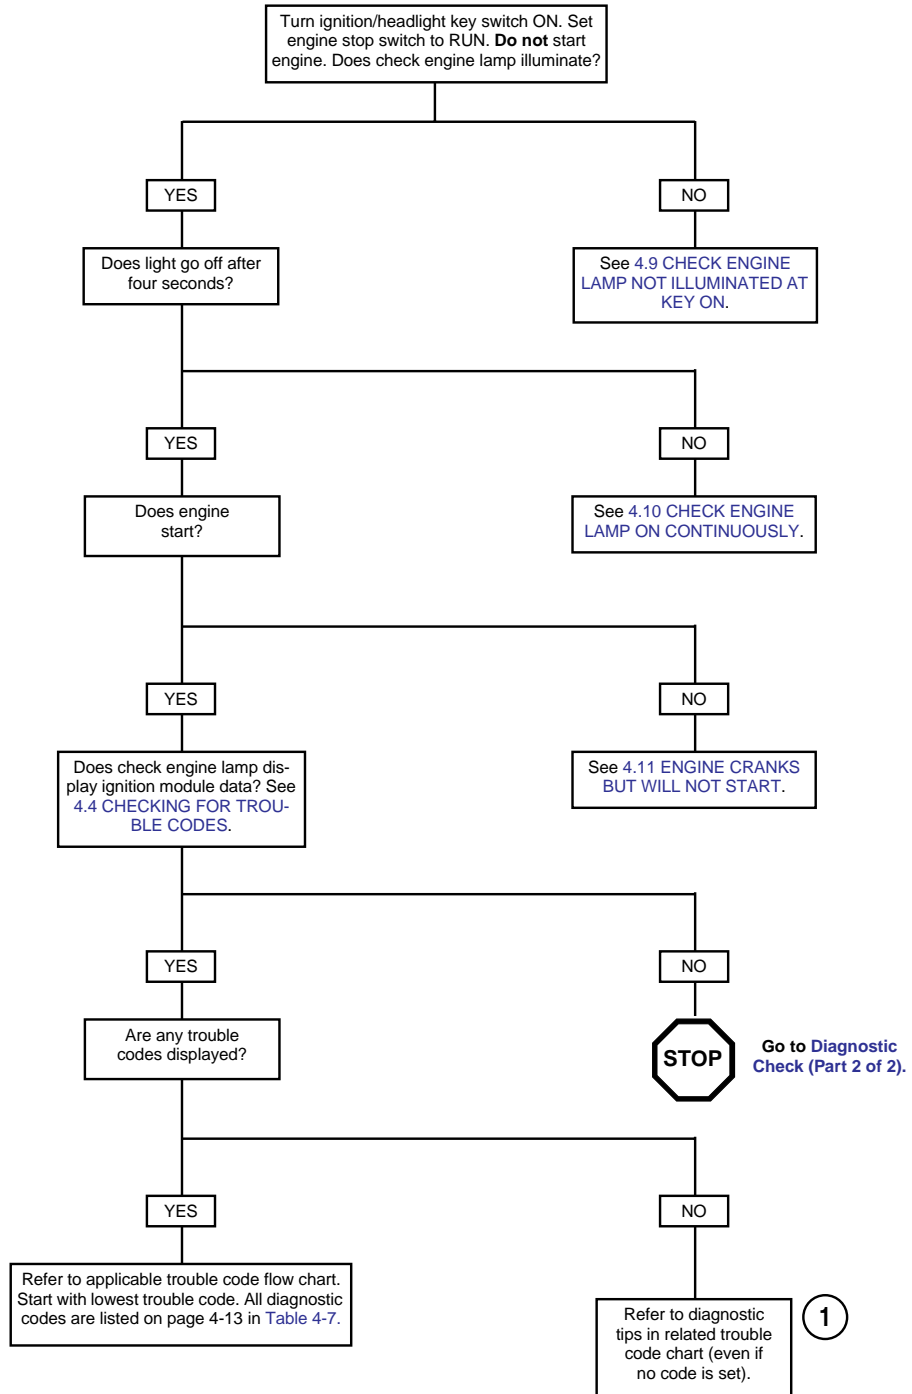 Turn ignition/headlight key switch ON. Set
engine stop switch to RUN. Do not start
engine. Does check engine lamp illuminate?
YES
NO
Does light go off after
four seconds?
See 4.9 CHECK ENGINE
LAMP NOT ILLUMINATED AT
KEY ON.
YES
NO
Does engine
start?
See 4.10 CHECK ENGINE
LAMP ON CONTINUOUSLY.
YES
NO
Does check engine lamp dis-
play ignition module data? See
4.4 CHECKING FOR TROU-
BLE CODES.
See 4.11 ENGINE CRANKS
BUT WILL NOT START.
YES
NO
Are any trouble
codes displayed?
STOP
Go to Diagnostic
Check (Part 2 of 2).
YES
NO
Refer to applicable trouble code flow chart.
Start with lowest trouble code. All diagnostic
codes are listed on page 4-13 in Table 4-7.
Refer to diagnostic
tips in related trouble
code chart (even if
no code is set).
1